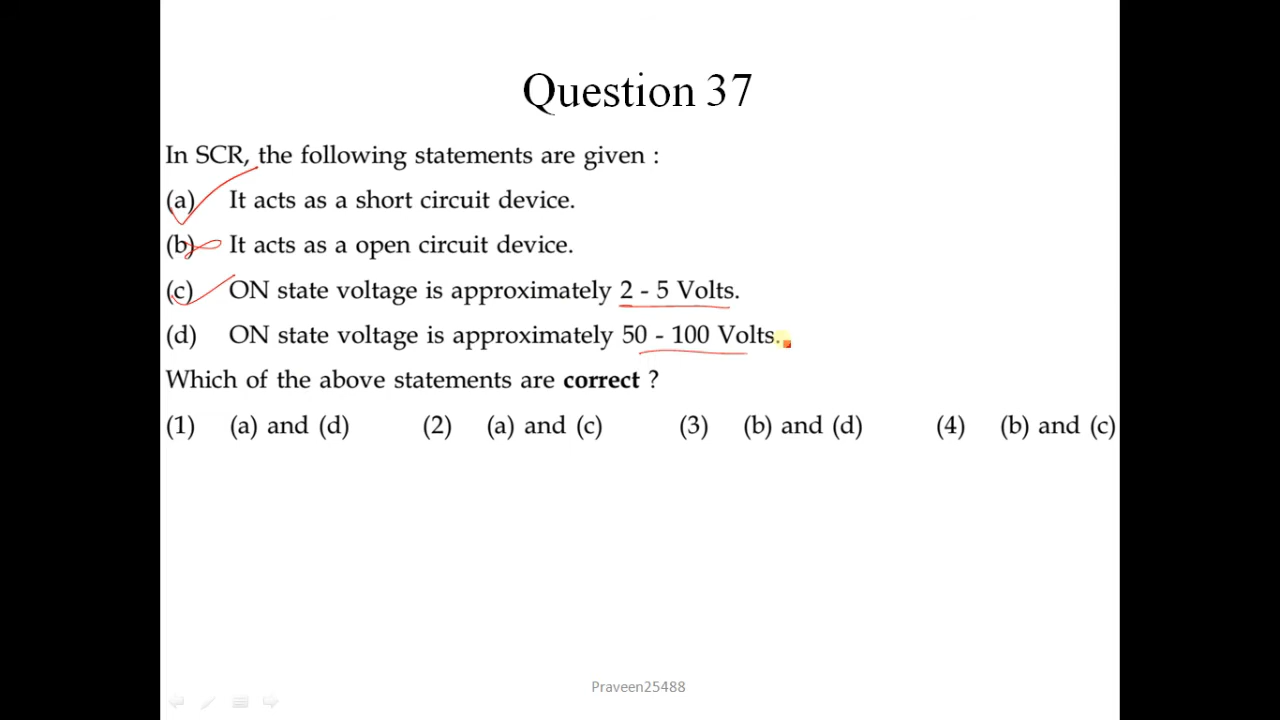 Question 37
In SCR, the following statements are given :
(a) It acts as a short circuit device.
(b) It acts as a open circuit device.
(c) ON state voltage is approximately 2 - 5 Volts.
(d) ON state voltage is approximately 50 - 100 Volts.
Which of the above statements are correct ?
(1) (a) and (d) (2) (a) and (c) (3) (b) and (d) (4) (b) and (c)
Praveen25488